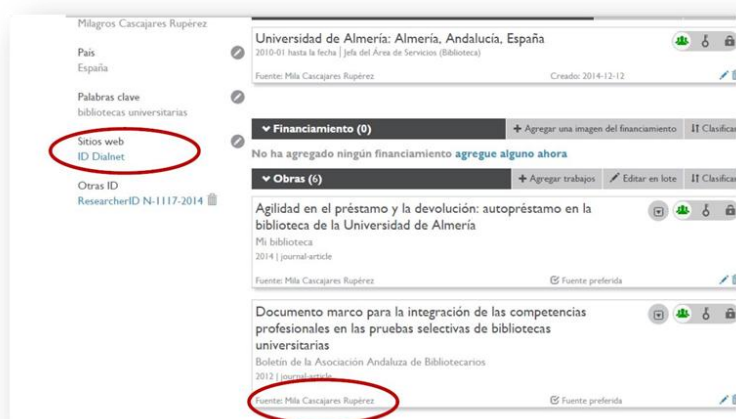 Milagros Cascajares Rupérez
País
España
Palabras clave
bibliotecas universitarias
Sitios web
ID Dialnet
Otras ID
ResearcherID N-1117-2014
Universidad de Almería: Almería, Andalucía, España
2010-01 hasta la fecha | Jefa del Área de Servicios (Biblioteca)
Fuente: Mila Cascajares Rupérez Creado: 2014-12-12
Financiamiento (0) Agregar una imagen del financiamiento Clasificar
No ha agregado ningún financiamiento agregue alguno ahora
Obras (6) Agregar trabajos Editar en lote Clasificar
Agilidad en el préstamo y la devolución: autopréstamo en la
biblioteca de la Universidad de Almería
Mi biblioteca
2014 | journal-article
Fuente: Mila Cascajares Rupérez Fuente preferida
Documento marco para la integración de las competencias
profesionales en las pruebas selectivas de bibliotecas
universitarias
Boletín de la Asociación Andaluza de Bibliotecarios
2012 | journal-article
Fuente: Mila Cascajares Rupérez Fuente preferida